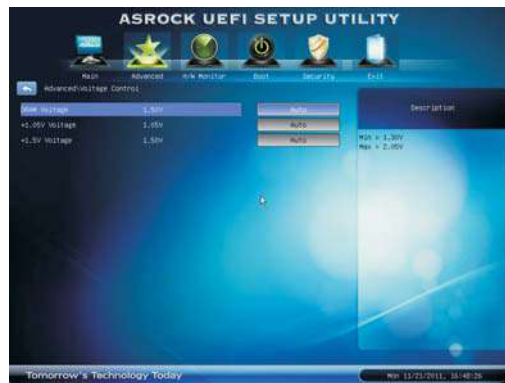 ASROCK UEFI SETUP UTILITY
Main Advanced H/W Monitor Boot Security Exit
Advanced\Voltage Control
DRAM Voltage 1.50V Auto
+1.05V Voltage 1.05V Auto
+1.5V Voltage 1.50V Auto
Description
Min = 1.30V
Max = 2.05V
Tomorrow's Technology Today
Mon 11/21/2011, 16:48:26